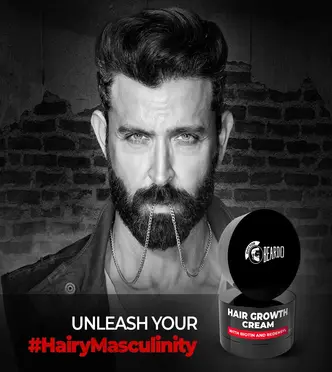 BEARDO
HAIR GROWTH
CREAM
WITH BIOTIN AND REDENSYL
UNLEASH YOUR
#HairyMasculinity